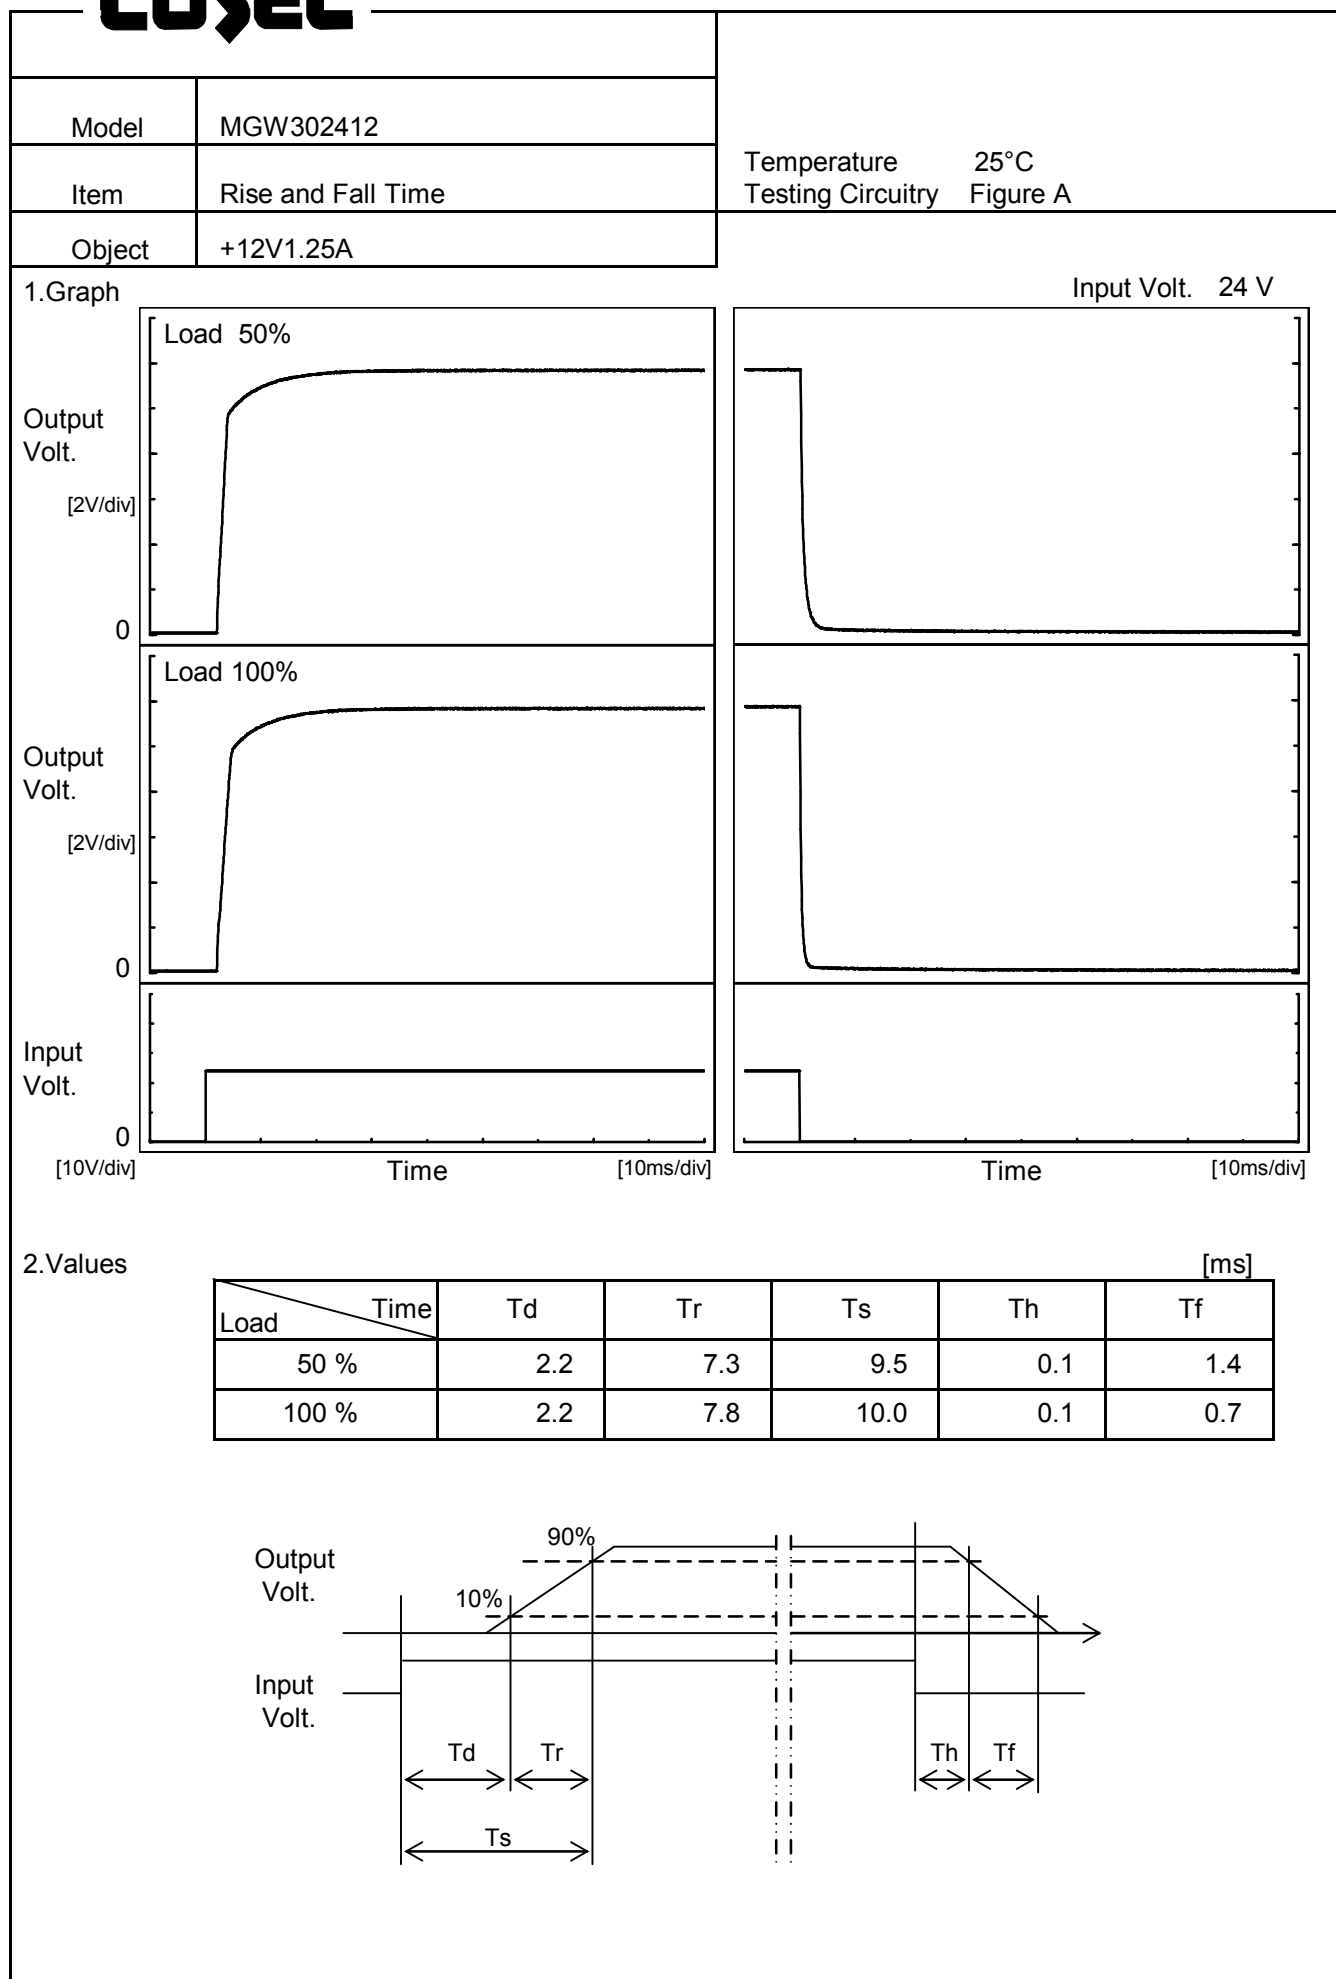 COSEL
Model MGW302412
Item Rise and Fall Time
Temperature 25°C
Testing Circuitry Figure A
Object +12V1.25A
1.Graph
Input Volt. 24 V
Load 50%
Output
Volt.
[2V/div]
0
Load 100%
Output
Volt.
[2V/div]
0
Input
Volt.
0
[10V/div] Time [10ms/div] Time [10ms/div]
2.Values [ms]
Load Time Td Tr Ts Th Tf
50 % 2.2 7.3 9.5 0.1 1.4
100 % 2.2 7.8 10.0 0.1 0.7
90%
Output
Volt.
10%
Input
Volt.
Td Tr Th Tf
Ts